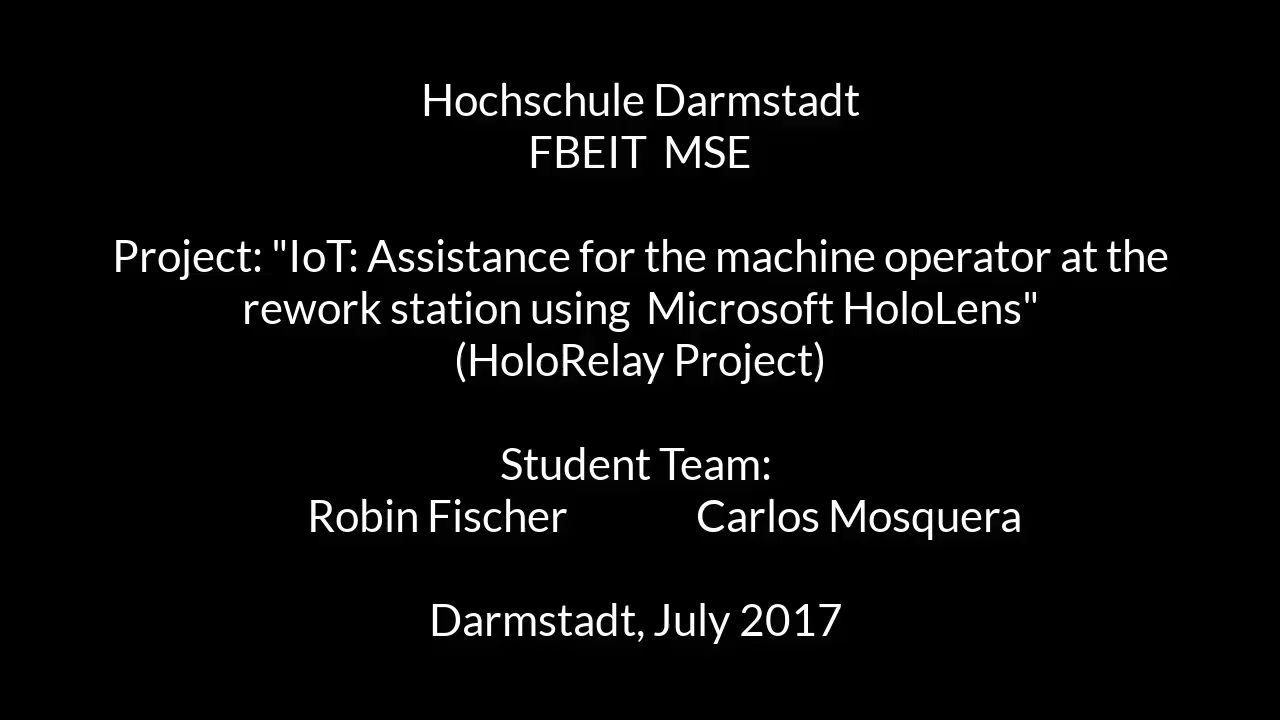 Hochschule Darmstadt
FBEIT  MSE
Project: "IoT: Assistance for the machine operator at the
rework station using  Microsoft HoloLens"
(HoloRelay Project)
Student Team:
Robin Fischer          Carlos Mosquera
Darmstadt, July 2017